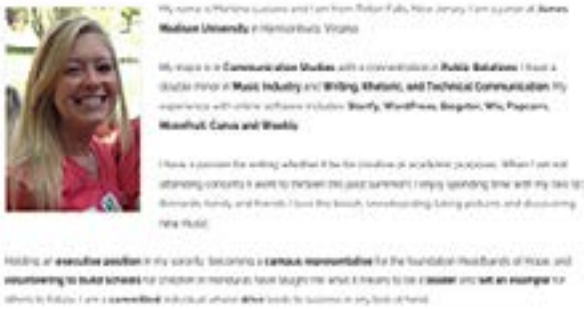 My name is and I am from Falls, New Jersey. I am a junior at James
Madison University in Harrisonburg, Virginia.
My major is in Communication Studies with a concentration in Public Relations. I have a
double minor in Music Industry and Writing, Rhetoric, and Technical Communication. My
experience with online software includes: Storify, WordPress, Blogster, Wix, Popcorn,
Moonfruit, Canva and Weebly.
I have a passion for writing whether it be for creative or academic purposes. When I am not
attending concerts (I went to thirteen this past summer!) I enjoy spending time with my two
family and friends. I love the beach, snowboarding, taking pictures and discovering
new music.
Holding an executive position in my sorority, becoming a campus representative for the foundation Headbands of Hope, and
volunteering to build schools for children in Honduras have taught me what it means to be a leader and set an example for
others to follow. I am a committed individual whose drive leads to success in any task at hand.